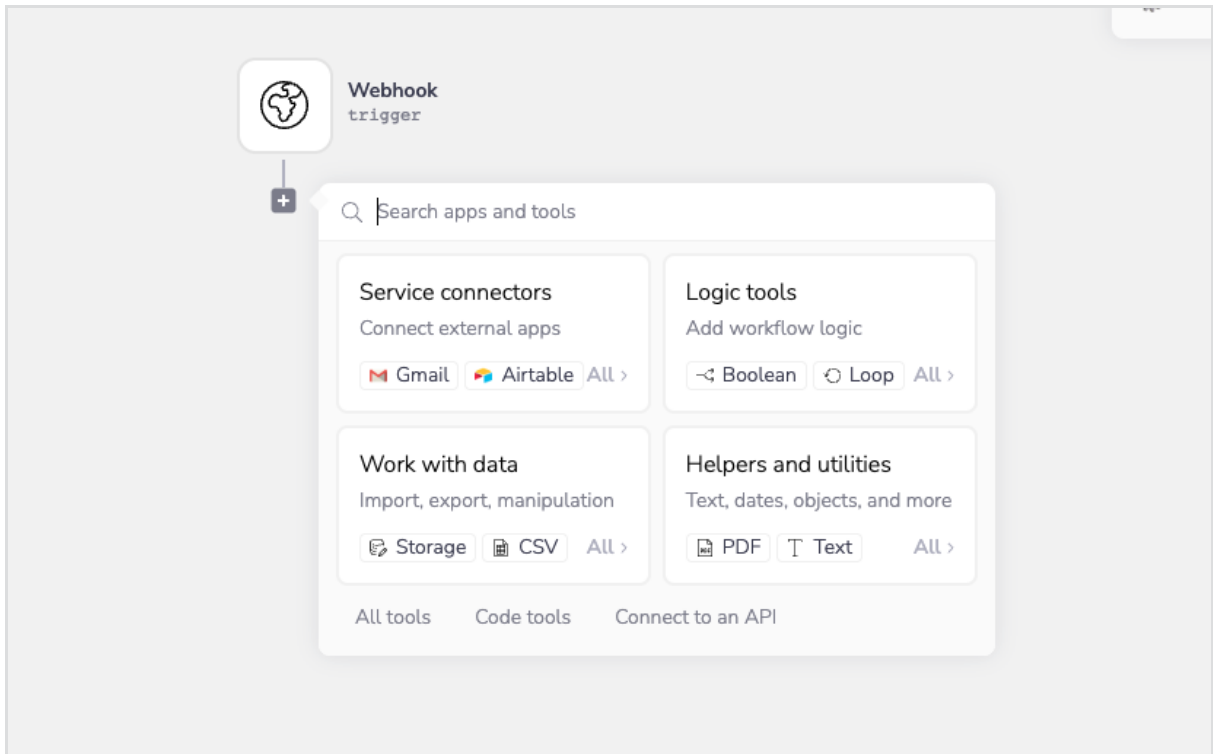 Webhook
trigger
Search apps and tools
Service connectors
Connect external apps
Gmail Airtable All
Logic tools
Add workflow logic
Boolean Loop All
Work with data
Import, export, manipulation
Storage CSV All
Helpers and utilities
Text, dates, objects, and more
PDF Text All
All tools Code tools Connect to an API